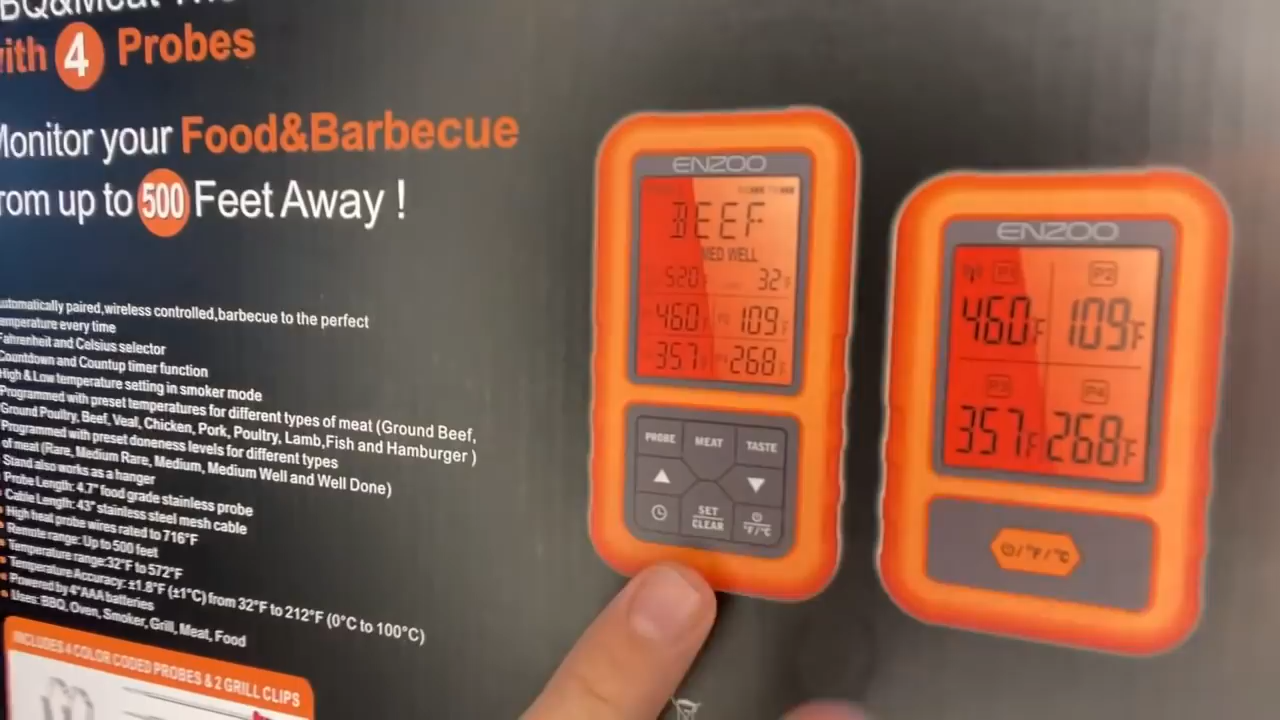 with 4 Probes
Monitor your Food&Barbecue
from up to 500 Feet Away !
automatically paired,wireless controlled,barbecue to the perfect
temperature every time
Fahrenheit and Celsius selector
Countdown and Countup timer function
High & Low temperature setting in smoker mode
Programmed with preset temperatures for different types of meat (Ground Beef,
Ground Poultry, Beef, Veal, Chicken, Pork, Poultry, Lamb,Fish and Hamburger )
Programmed with preset doneness levels for different types
of meat (Rare, Medium Rare, Medium, Medium Well and Well Done)
Stand also works as a hanger
Probe Length: 4.7" food grade stainless probe
Cable Length: 43" stainless steel mesh cable
High heat probe wires rated to 716°F
Remote range: Up to 500 feet
Temperature range:32°F to 572°F
Temperature Accuracy: ±1.8°F (±1°C) from 32°F to 212°F (0°C to 100°C)
Powered by 4*AAA batteries
Uses: BBQ, Oven, Smoker, Grill, Meat, Food
INCLUDES 4 COLOR CODED PROBES & 2 GRILL CLIPS
ENZOO
BEEF
MED WELL
520F 32F
460F 109F
357F 268F
PROBE MEAT TASTE
SET
CLEAR
°F/°C
ENZOO
P1 P2
460F 109F
P3 P4
357F 268F
/°F/°C